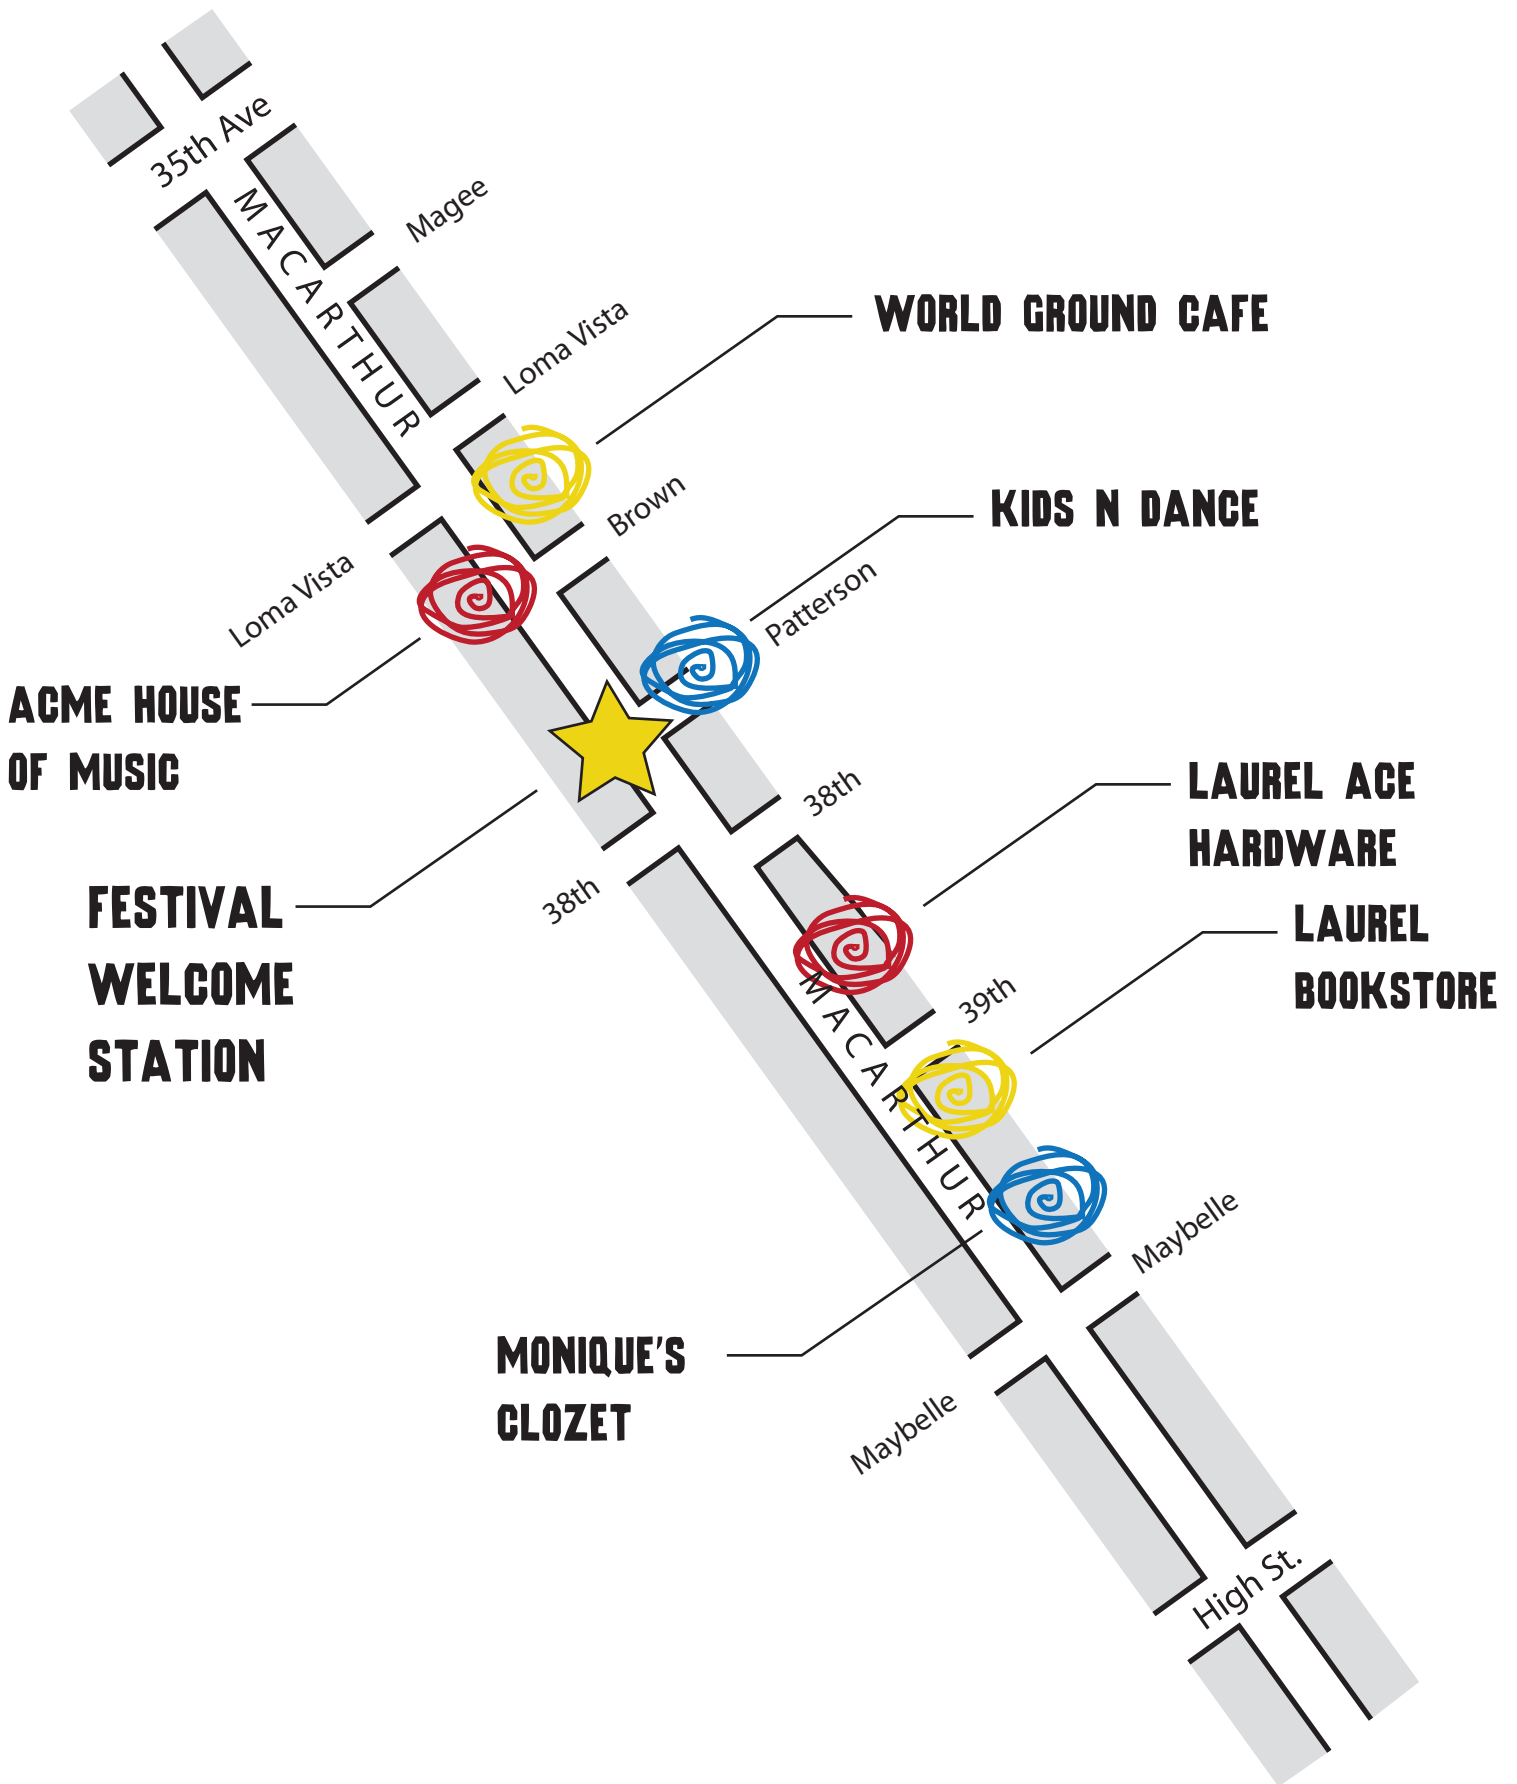 35th Ave
MACARTHUR
Magee
Loma Vista
WORLD GROUND CAFE
Brown
KIDS N DANCE
Patterson
Loma Vista
ACME HOUSE
OF MUSIC
38th
LAUREL ACE
HARDWARE
FESTIVAL
WELCOME
STATION
38th
LAUREL
BOOKSTORE
39th
MACARTHUR
Maybelle
MONIQUE'S
CLOZET
Maybelle
High St.